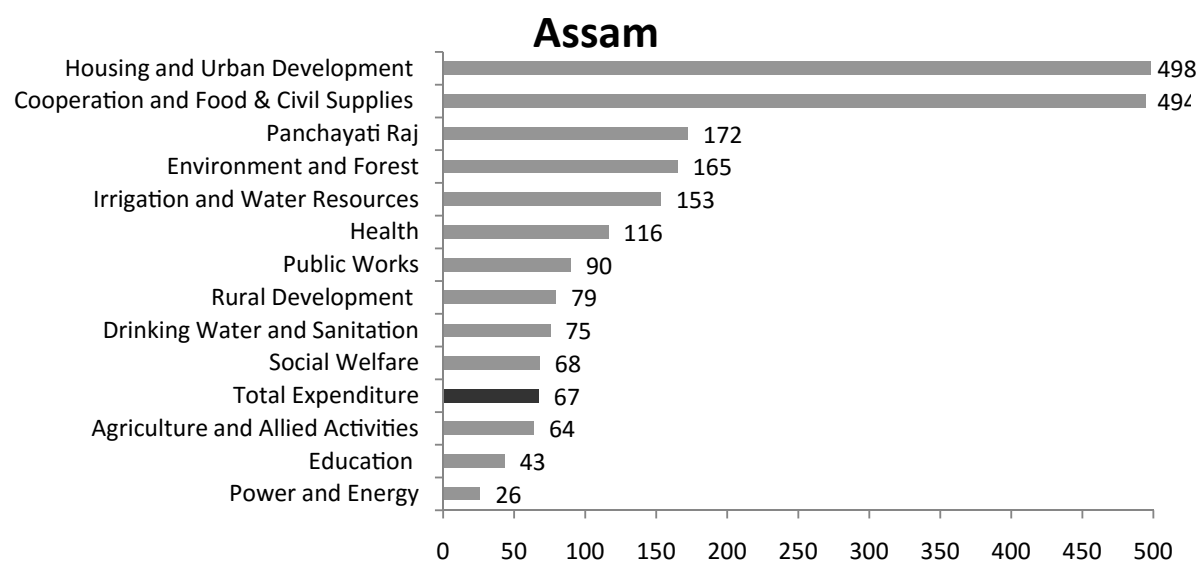 Assam
Housing and Urban Development 498
Cooperation and Food & Civil Supplies 494
Panchayati Raj 172
Environment and Forest 165
Irrigation and Water Resources 153
Health 116
Public Works 90
Rural Development 79
Drinking Water and Sanitation 75
Social Welfare 68
Total Expenditure 67
Agriculture and Allied Activities 64
Education 43
Power and Energy 26
0 50 100 150 200 250 300 350 400 450 500